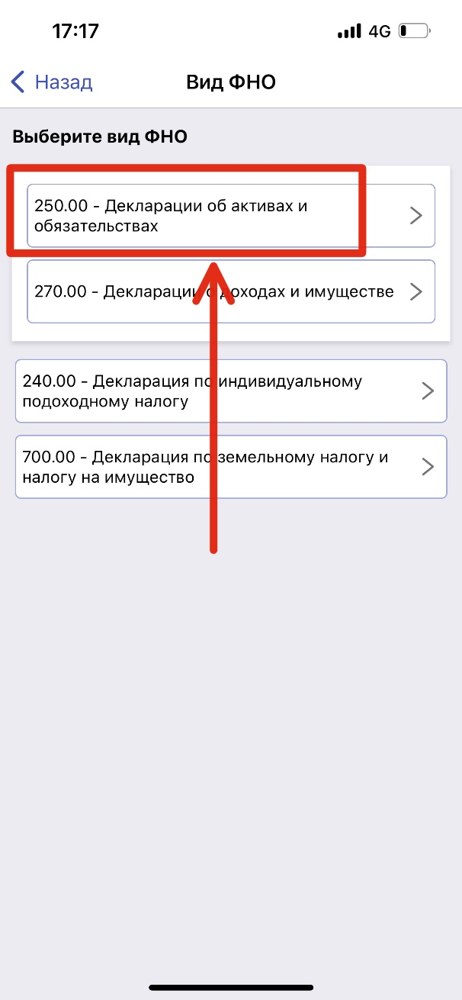 17:17 4G
Назад Вид ФНО
Выберите вид ФНО
250.00 - Декларации об активах и
обязательствах
270.00 - Декларации о доходах и имуществе
240.00 - Декларация по индивидуальному
подоходному налогу
700.00 - Декларация по земельному налогу и
налогу на имущество